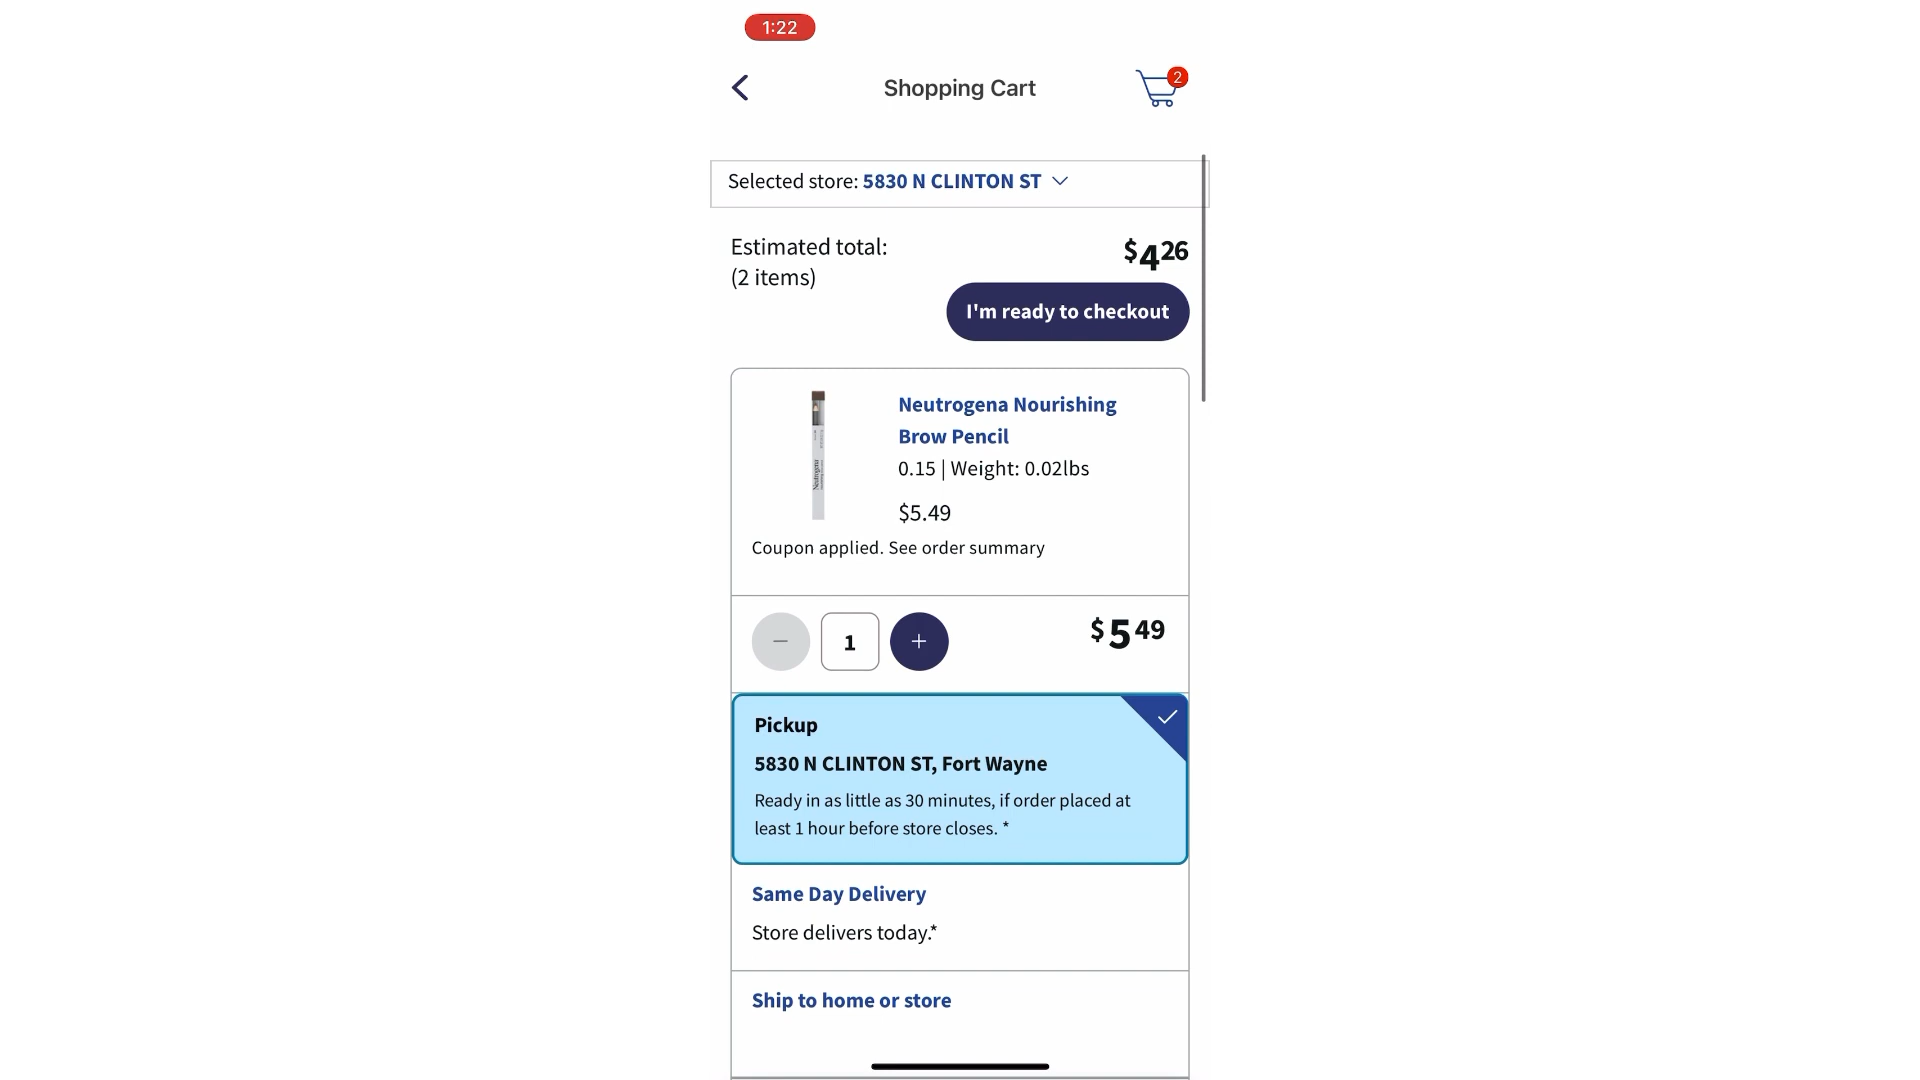 1:22
Shopping Cart
2
Selected store: 5830 N CLINTON ST
Estimated total:
(2 items)
$4 26
I'm ready to checkout
Neutrogena Nourishing
Brow Pencil
0.15 | Weight: 0.02lbs
$5.49
Neutrogena
Coupon applied. See order summary
1
$5 49
Pickup
5830 N CLINTON ST, Fort Wayne
Ready in as little as 30 minutes, if order placed at
least 1 hour before store closes. *
Same Day Delivery
Store delivers today.*
Ship to home or store